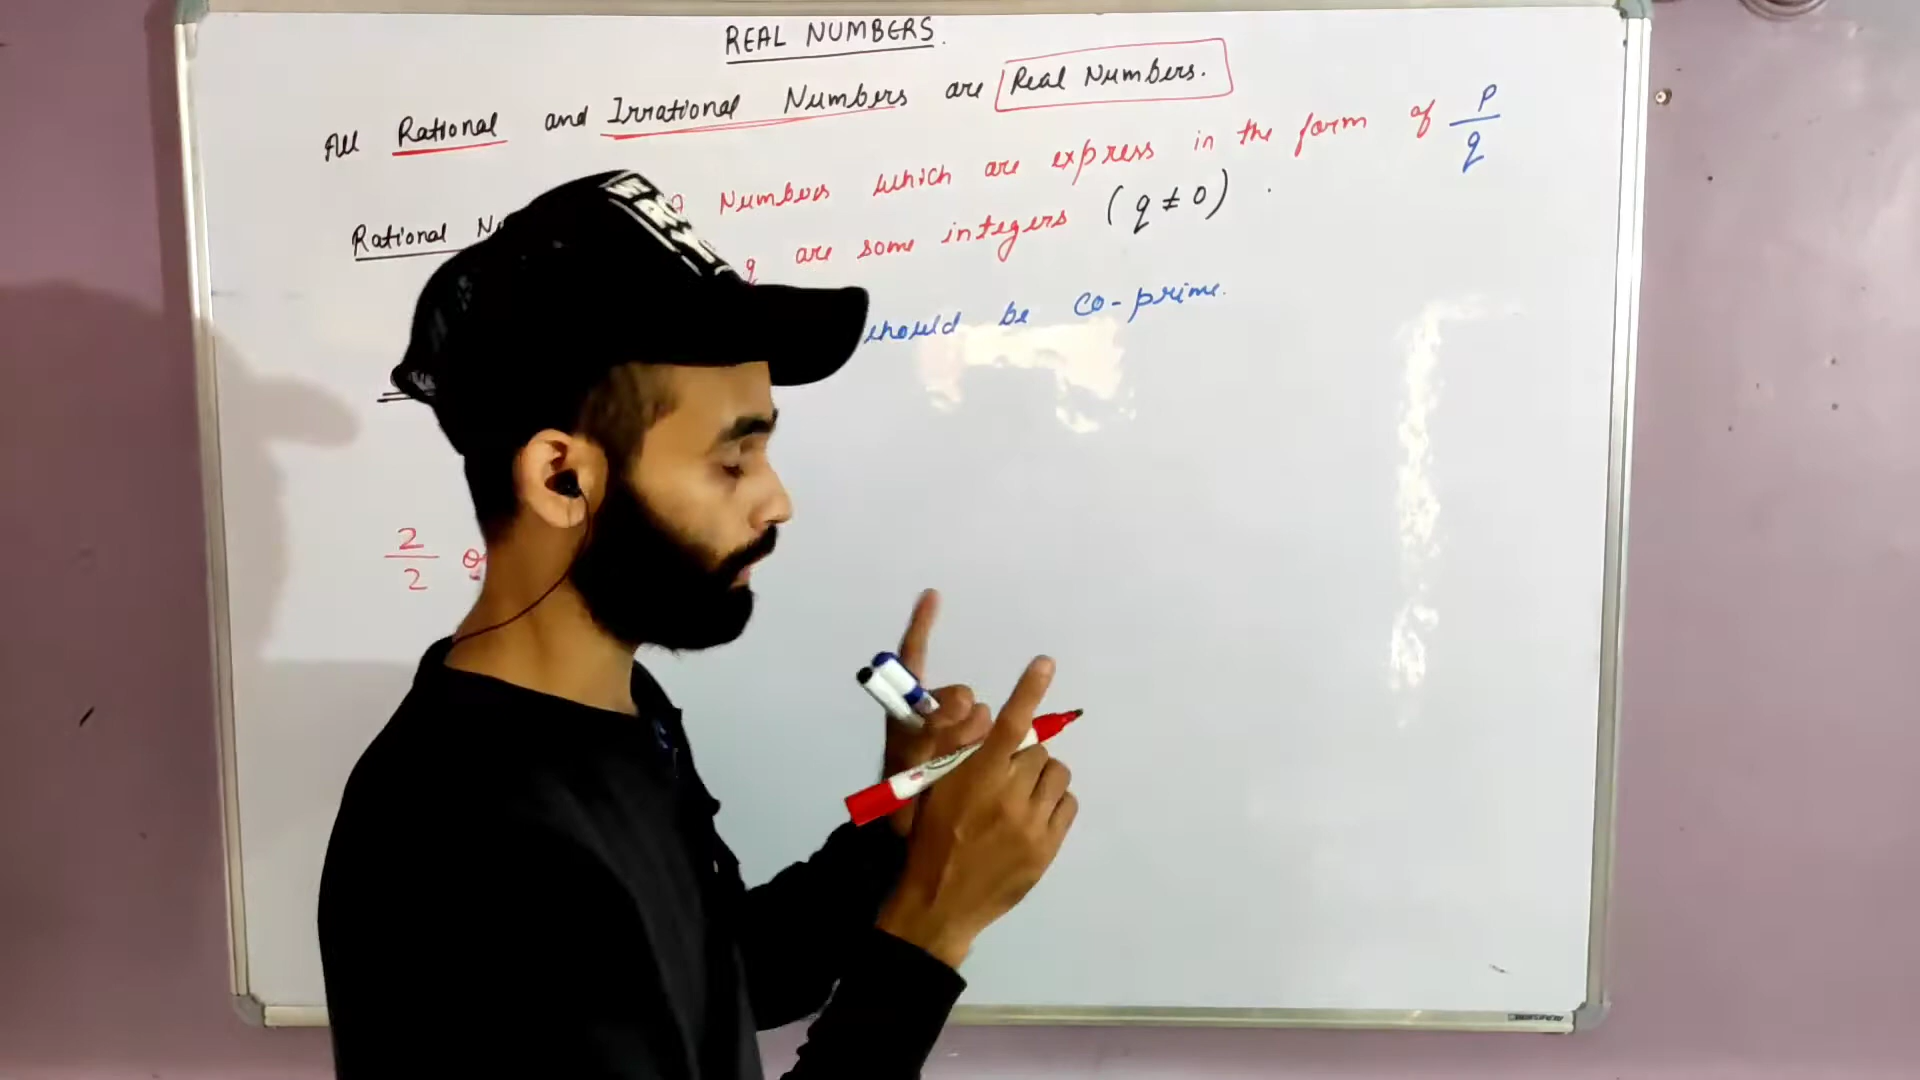 REAL NUMBERS.
All Rational and Irrational Numbers are Real Numbers.
Rational Numbers which are express in the form of p/q
q are some integers (q ≠ 0).
should be co-prime.
2/2